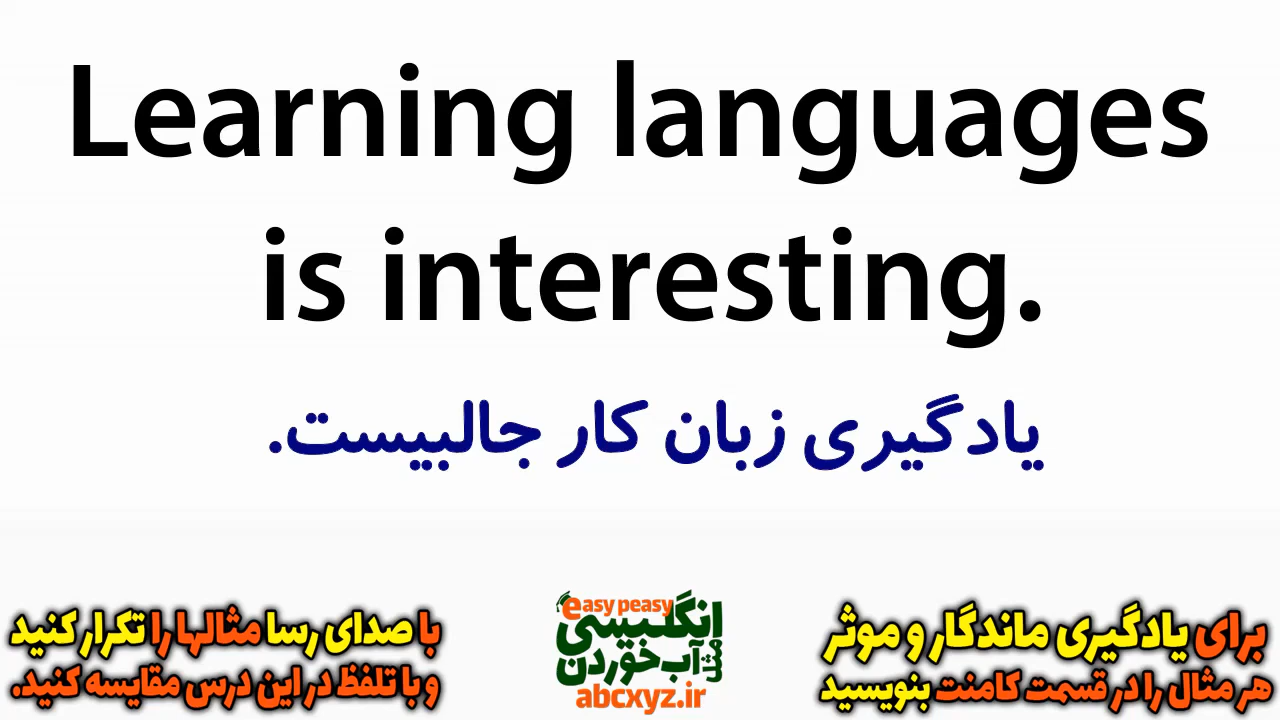 Learning languages
is interesting.
یادگیری زبان کار جالبیست.
برای یادگیری ماندگار و موثر
هر مثال را در قسمت کامنت بنویسید
easy peasy
انگلیسی
مثل آب خوردن
abcxyz.ir
با صدای رسا مثالها را تکرار کنید
و با تلفظ در این درس مقایسه کنید.